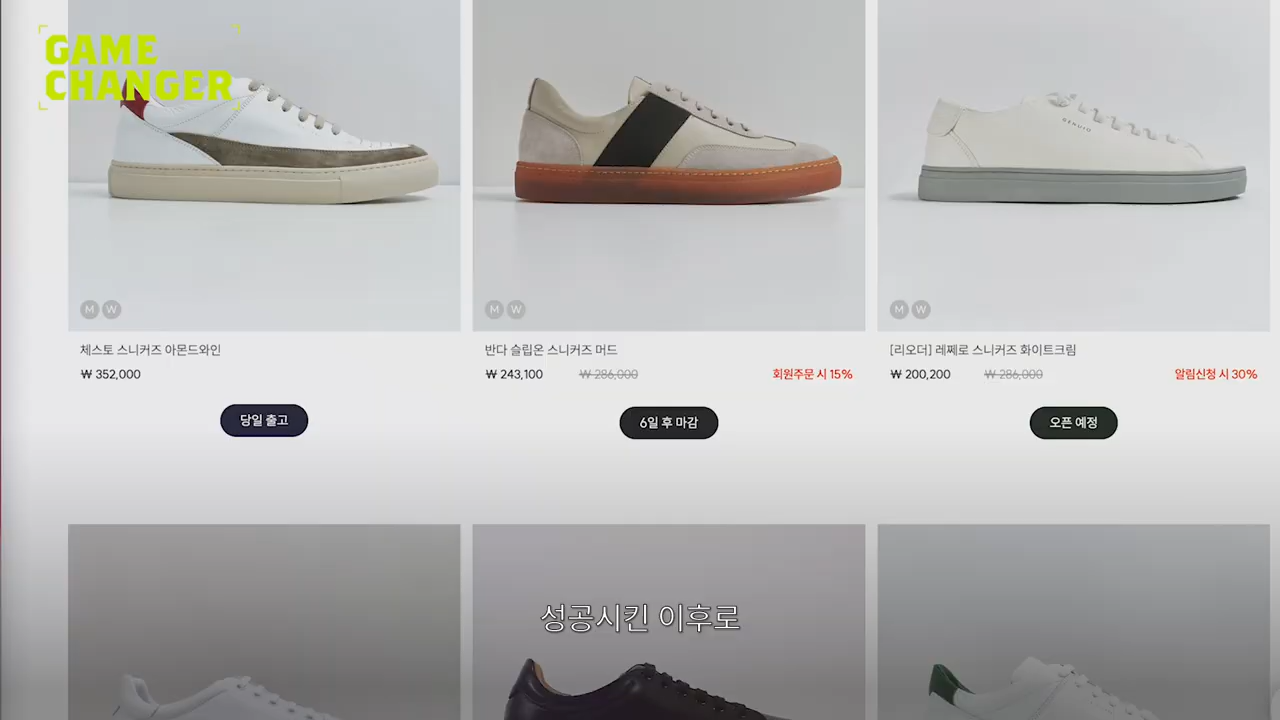 GAME
CHANGER
GENUIO
M W
M W
M W
체스토 스니커즈 아몬드와인
₩ 352,000
당일 출고
반다 슬립온 스니커즈 머드
₩ 243,100 ₩ 286,000 회원주문 시 15%
6일 후 마감
[리오더] 레쩨로 스니커즈 화이트크림
₩ 200,200 ₩ 286,000 알림신청 시 30%
오픈 예정
성공시킨 이후로